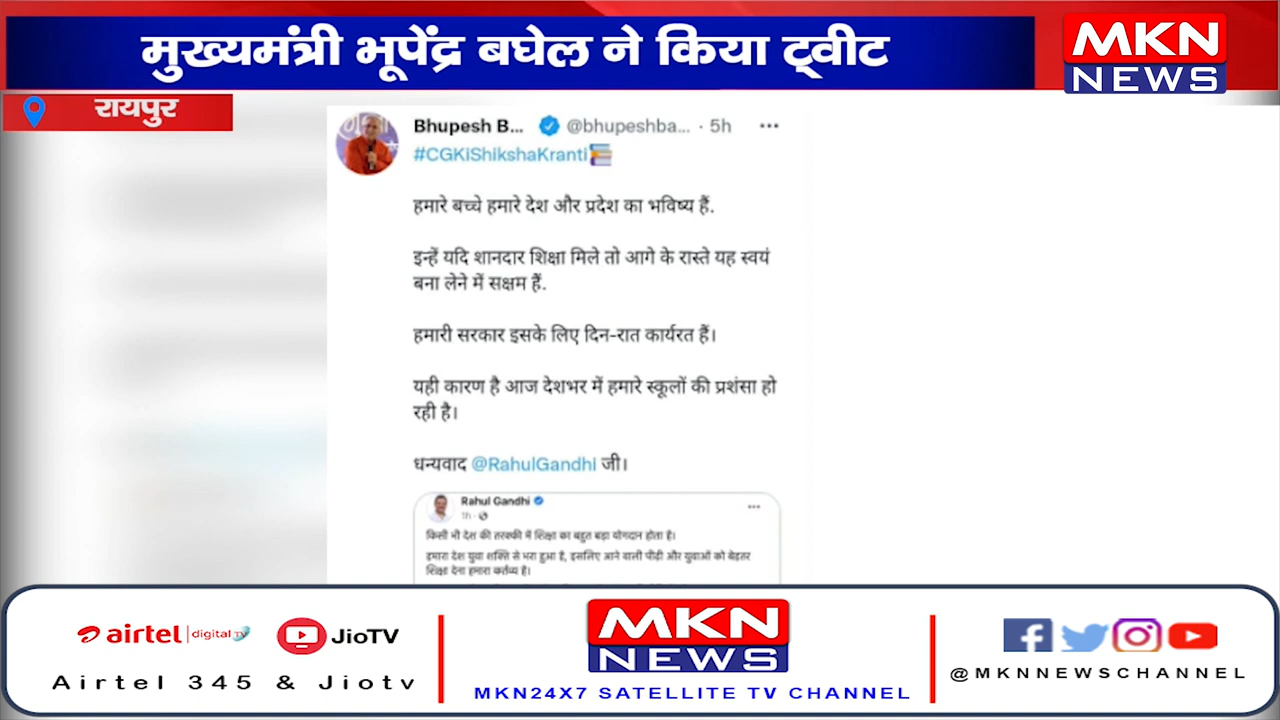 मुख्यमंत्री भूपेंद्र बघेल ने किया ट्वीट
MKN
NEWS
रायपुर
Bhupesh B... @bhupeshba... · 5h ...
#CGKiShikshaKranti
हमारे बच्चे हमारे देश और प्रदेश का भविष्य हैं.
इन्हें यदि शानदार शिक्षा मिले तो आगे के रास्ते यह स्वयं
बना लेने में सक्षम हैं.
हमारी सरकार इसके लिए दिन-रात कार्यरत हैं।
यही कारण है आज देशभर में हमारे स्कूलों की प्रशंसा हो
रही है।
धन्यवाद @RahulGandhi जी।
Rahul Gandhi
1h ·
किसी भी देश की तरक्की में शिक्षा का बहुत बड़ा योगदान होता है।
हमारा देश युवा शक्ति से भरा हुआ है, इसलिए आने वाली पीढ़ी और युवाओं को बेहतर
शिक्षा देना हमारा कर्तव्य है।
airtel digital TV
JioTV
Airtel 345 & Jiotv
MKN
NEWS
MKN24X7 SATELLITE TV CHANNEL
@MKNNEWSCHANNEL